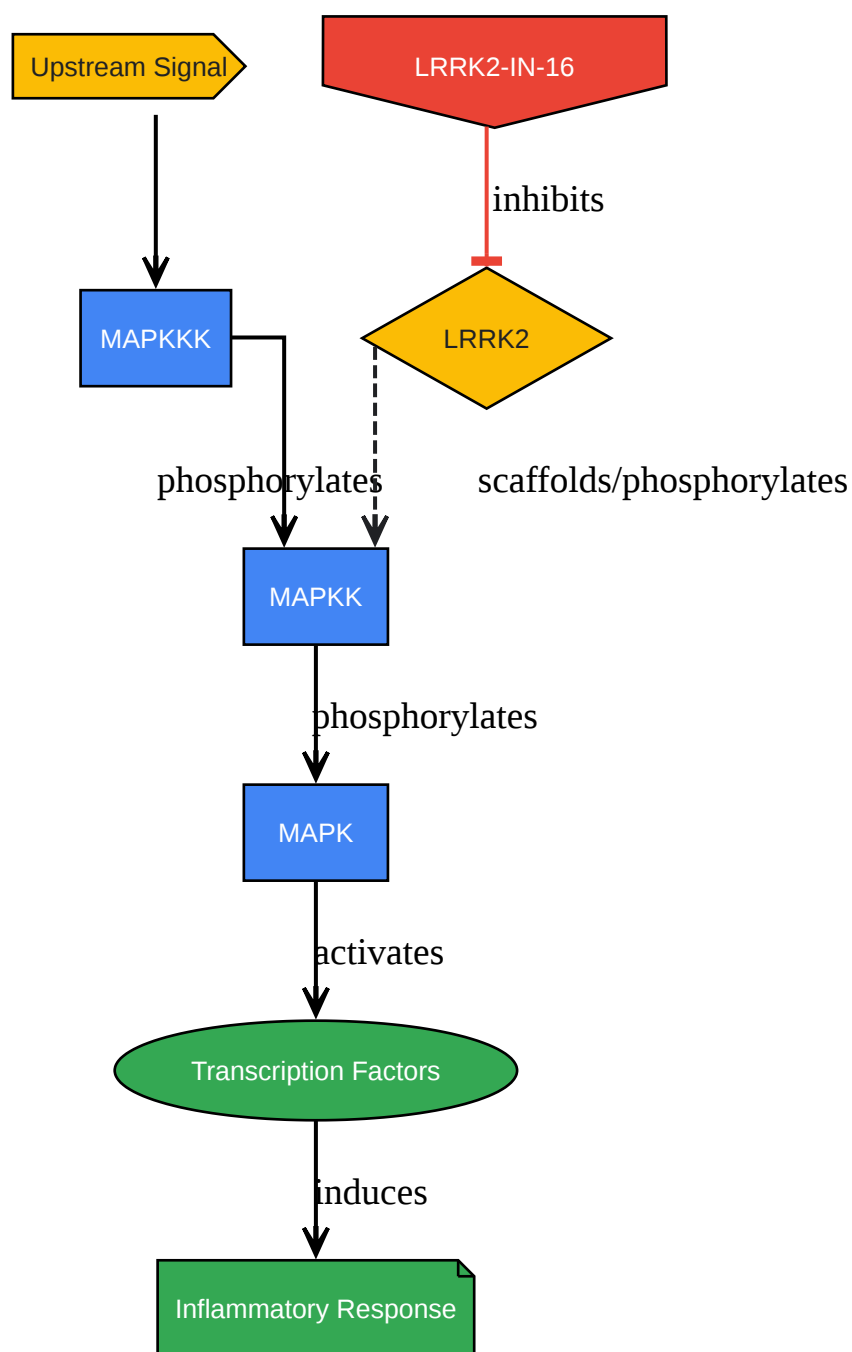 Upstream Signal
LRRK2-IN-16
inhibits
MAPKKK
LRRK2
phosphorylates
scaffolds/phosphorylates
MAPKK
phosphorylates
MAPK
activates
Transcription Factors
induces
Inflammatory Response